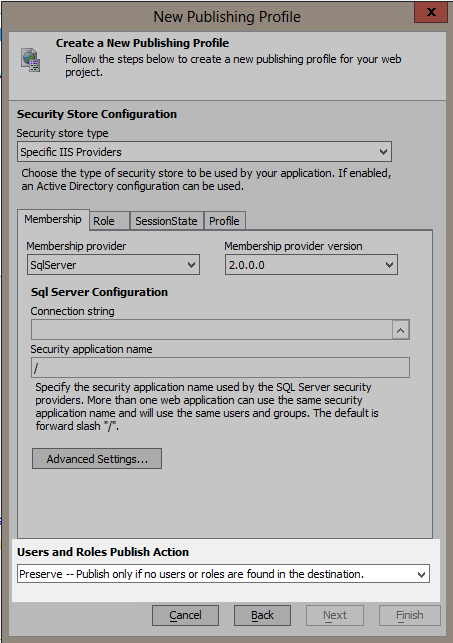 New Publishing Profile
x
Create a New Publishing Profile
Follow the steps below to create a new publishing profile for your web
project.
Security Store Configuration
Security store type
Specific IIS Providers
Choose the type of security store to be used by your application. If enabled,
an Active Directory configuration can be used.
Membership Role SessionState Profile
Membership provider Membership provider version
SqlServer 2.0.0.0
Sql Server Configuration
Connection string
Security application name
/
Specify the security application name used by the SQL Server security
providers. More than one web application can use the same security
application name and will use the same users and groups. The default is
forward slash "/".
Advanced Settings...
Users and Roles Publish Action
Preserve -- Publish only if no users or roles are found in the destination.
Cancel Back Next Finish